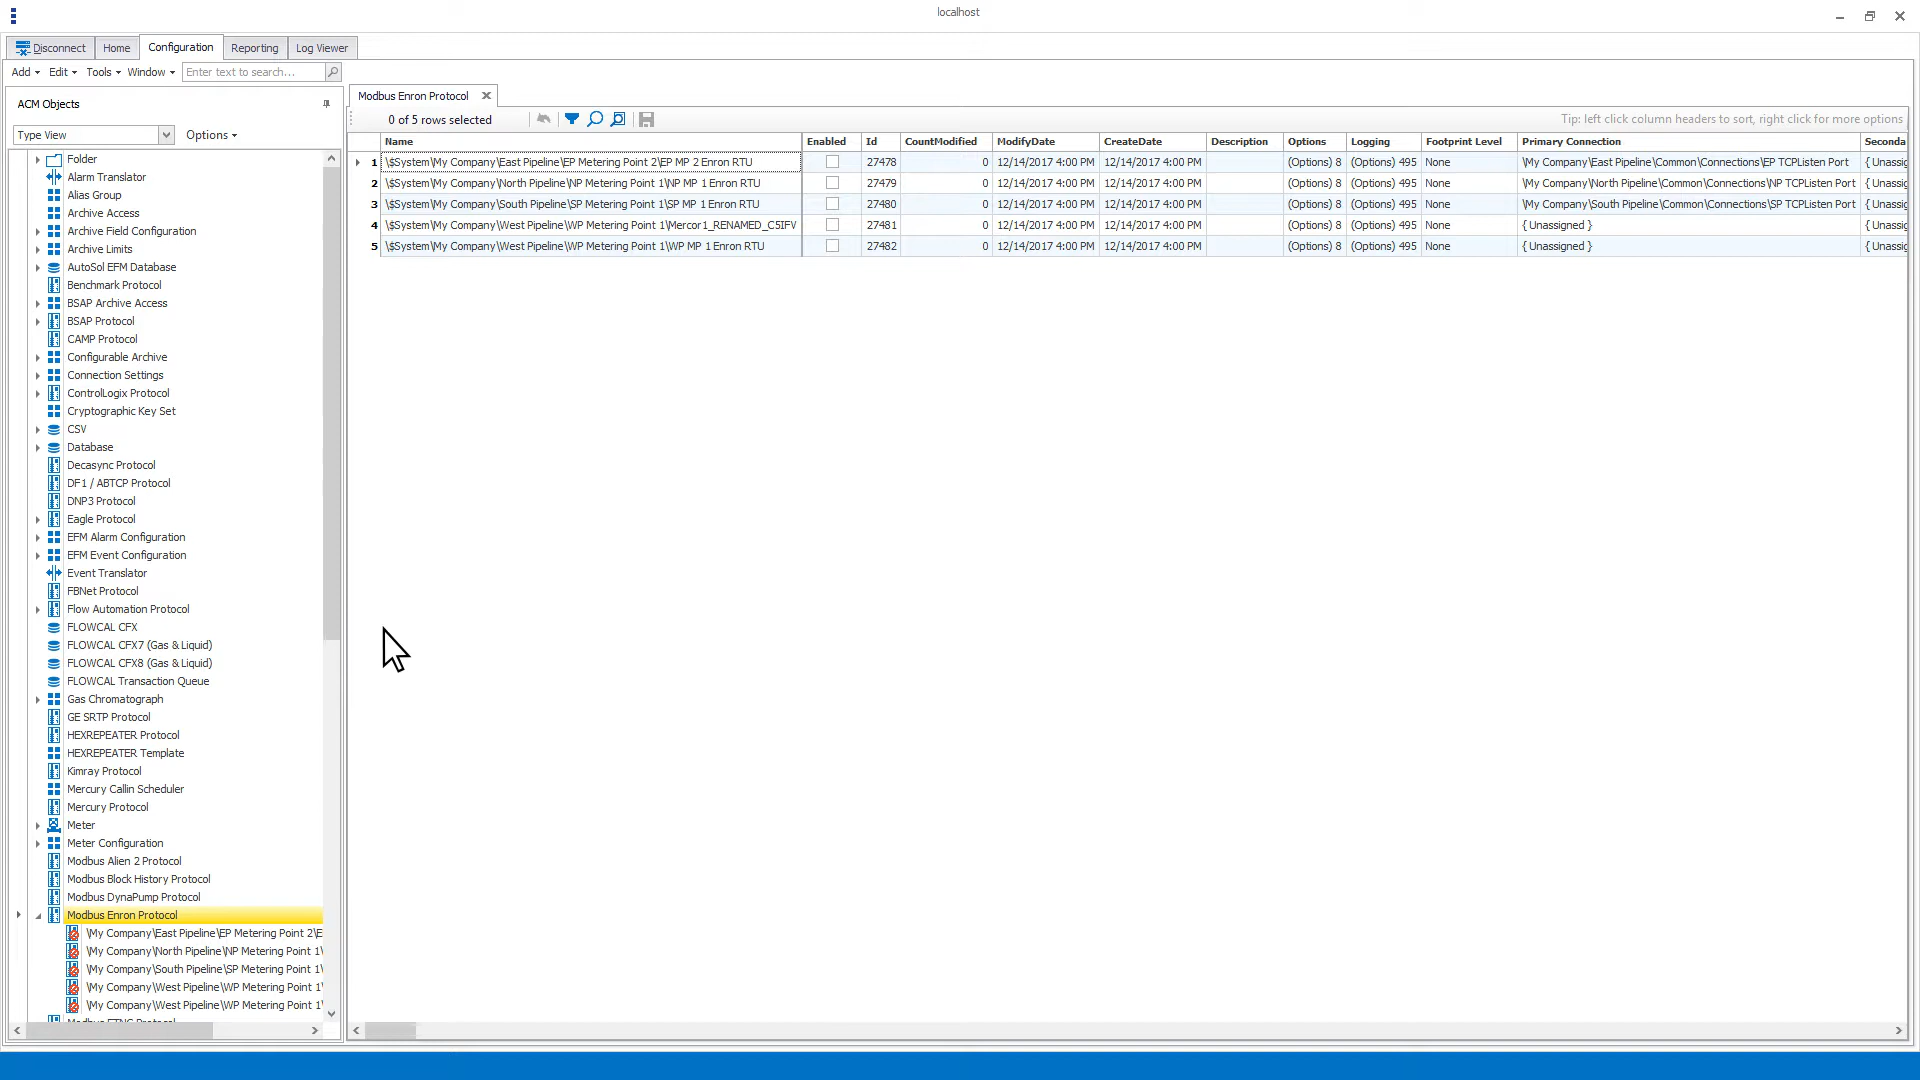 localhost
Disconnect Home Configuration Reporting Log Viewer
Add Edit Tools Window Enter text to search...
ACM Objects
Type View Options
Folder
Alarm Translator
Alias Group
Archive Access
Archive Field Configuration
Archive Limits
AutoSol EFM Database
Benchmark Protocol
BSAP Archive Access
BSAP Protocol
CAMP Protocol
Configurable Archive
Connection Settings
ControlLogix Protocol
Cryptographic Key Set
CSV
Database
Decasync Protocol
DF1 / ABTCP Protocol
DNP3 Protocol
Eagle Protocol
EFM Alarm Configuration
EFM Event Configuration
Event Translator
FBNet Protocol
Flow Automation Protocol
FLOWCAL CFX
FLOWCAL CFX7 (Gas & Liquid)
FLOWCAL CFX8 (Gas & Liquid)
FLOWCAL Transaction Queue
Gas Chromatograph
GE SRTP Protocol
HEXREPEATER Protocol
HEXREPEATER Template
Kimray Protocol
Mercury Callin Scheduler
Mercury Protocol
Meter
Meter Configuration
Modbus Alien 2 Protocol
Modbus Block History Protocol
Modbus DynaPump Protocol
Modbus Enron Protocol
\My Company\East Pipeline\EP Metering Point 2\E
\My Company\North Pipeline\NP Metering Point 1\
\My Company\South Pipeline\SP Metering Point 1\
\My Company\West Pipeline\WP Metering Point 1\
\My Company\West Pipeline\WP Metering Point 1\
Modbus Enron Protocol
0 of 5 rows selected Tip: left click column headers to sort, right click for more options
Name Enabled Id CountModified ModifyDate CreateDate Description Options Logging Footprint Level Primary Connection Seconda
1 \$System\My Company\East Pipeline\EP Metering Point 2\EP MP 2 Enron RTU 27478 0 12/14/2017 4:00 PM 12/14/2017 4:00 PM (Options) 8 (Options) 495 None \My Company\East Pipeline\Common\Connections\EP TCPListen Port { Unassig
2 \$System\My Company\North Pipeline\NP Metering Point 1\NP MP 1 Enron RTU 27479 0 12/14/2017 4:00 PM 12/14/2017 4:00 PM (Options) 8 (Options) 495 None \My Company\North Pipeline\Common\Connections\NP TCPListen Port { Unassig
3 \$System\My Company\South Pipeline\SP Metering Point 1\SP MP 1 Enron RTU 27480 0 12/14/2017 4:00 PM 12/14/2017 4:00 PM (Options) 8 (Options) 495 None \My Company\South Pipeline\Common\Connections\SP TCPListen Port { Unassig
4 \$System\My Company\West Pipeline\WP Metering Point 1\Mercor1_RENAMED_C5IFV 27481 0 12/14/2017 4:00 PM 12/14/2017 4:00 PM (Options) 8 (Options) 495 None { Unassigned } { Unassig
5 \$System\My Company\West Pipeline\WP Metering Point 1\WP MP 1 Enron RTU 27482 0 12/14/2017 4:00 PM 12/14/2017 4:00 PM (Options) 8 (Options) 495 None { Unassigned } { Unassig